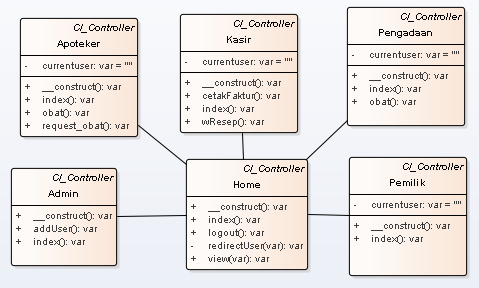 CI_Controller
Apoteker
- currentuser: var = ""
+ __construct(): var
+ index(): var
+ obat(): var
+ request_obat(): var
CI_Controller
Kasir
- currentuser: var = ""
+ __construct(): var
+ cetakFaktur(): var
+ index(): var
+ wResep(): var
CI_Controller
Pengadaan
- currentuser: var = ""
+ __construct(): var
+ index(): var
+ obat(): var
CI_Controller
Admin
+ __construct(): var
+ addUser(): var
+ index(): var
CI_Controller
Home
+ __construct(): var
+ index(): var
+ logout(): var
- redirectUser(var): var
+ view(var): var
CI_Controller
Pemilik
- currentuser: var = ""
+ __construct(): var
+ index(): var